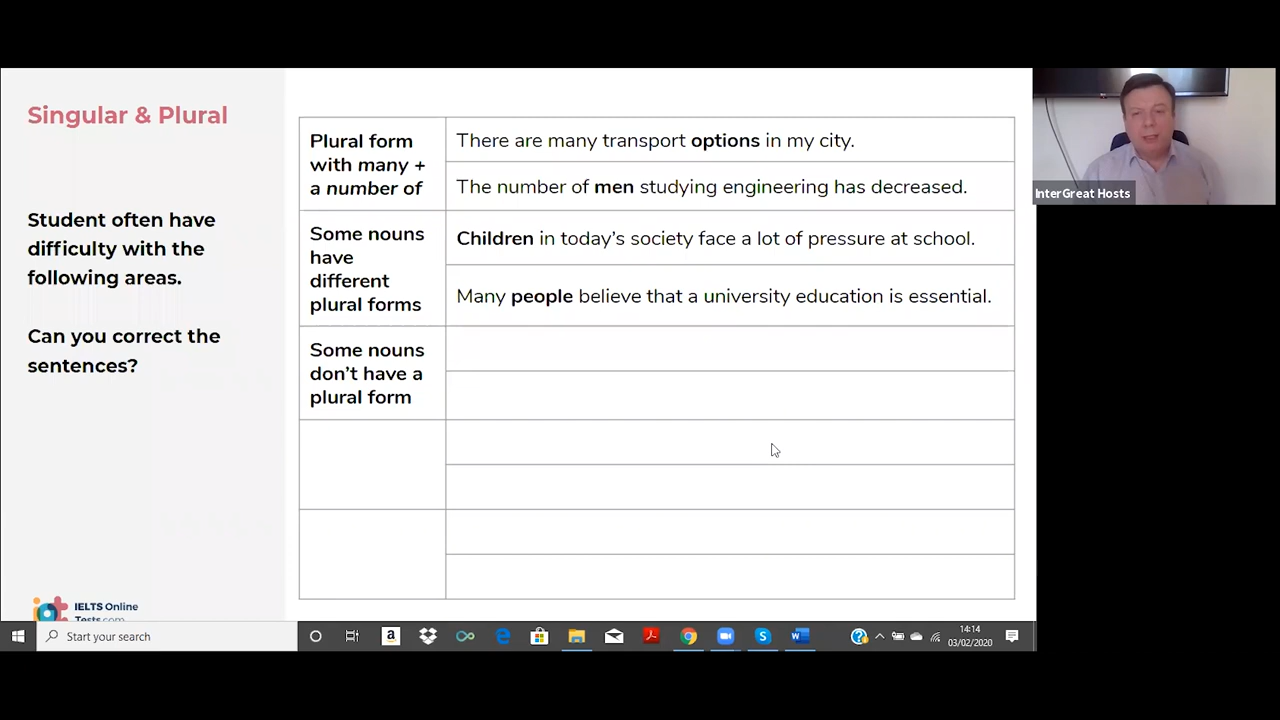 Singular & Plural
Student often have
difficulty with the
following areas.
Can you correct the
sentences?
Plural form
with many +
a number of
There are many transport options in my city.
The number of men studying engineering has decreased.
Some nouns
have
different
plural forms
Children in today's society face a lot of pressure at school.
Many people believe that a university education is essential.
Some nouns
don't have a
plural form
IELTS Online
Tests.com
InterGreat Hosts
Start your search
a
14:14
03/02/2020